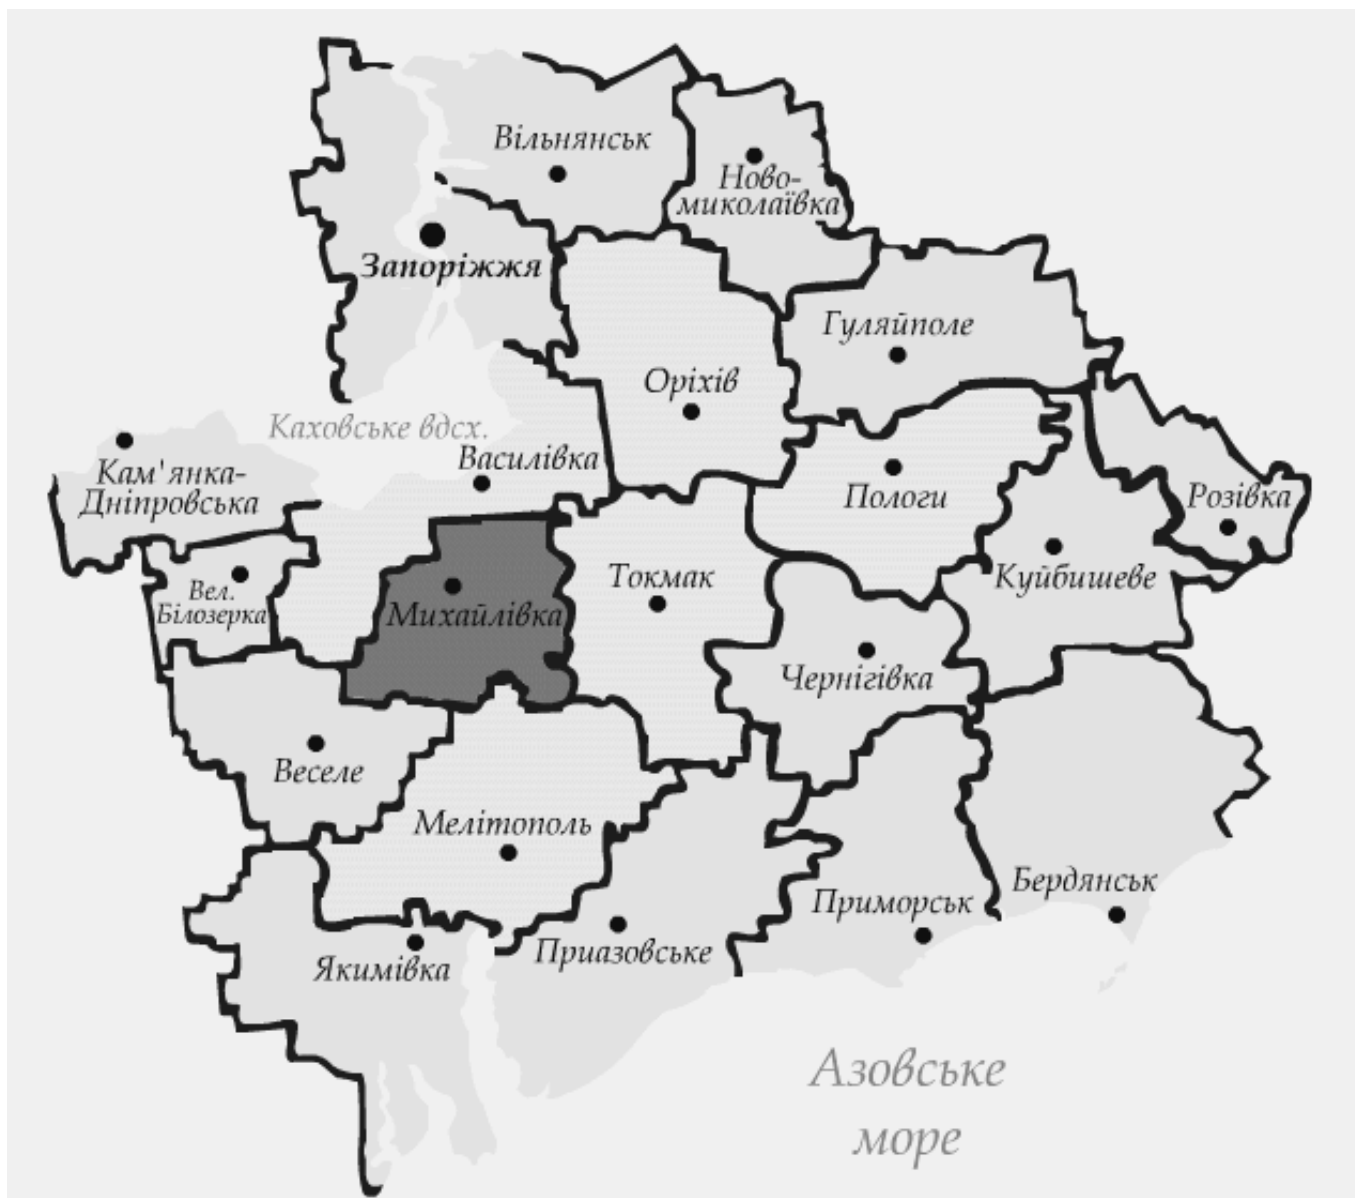 Вільнянськ
Ново-
миколаївка
Запоріжжя
Гуляйполе
Оріхів
Каховське вдсх.
Василівка
Кам'янка-
Дніпровська
Пологи
Розівка
Токмак
Куйбишеве
Вел.
Білозерка
Михайлівка
Чернігівка
Веселе
Мелітополь
Бердянськ
Приморськ
Приазовське
Якимівка
Азовське
море